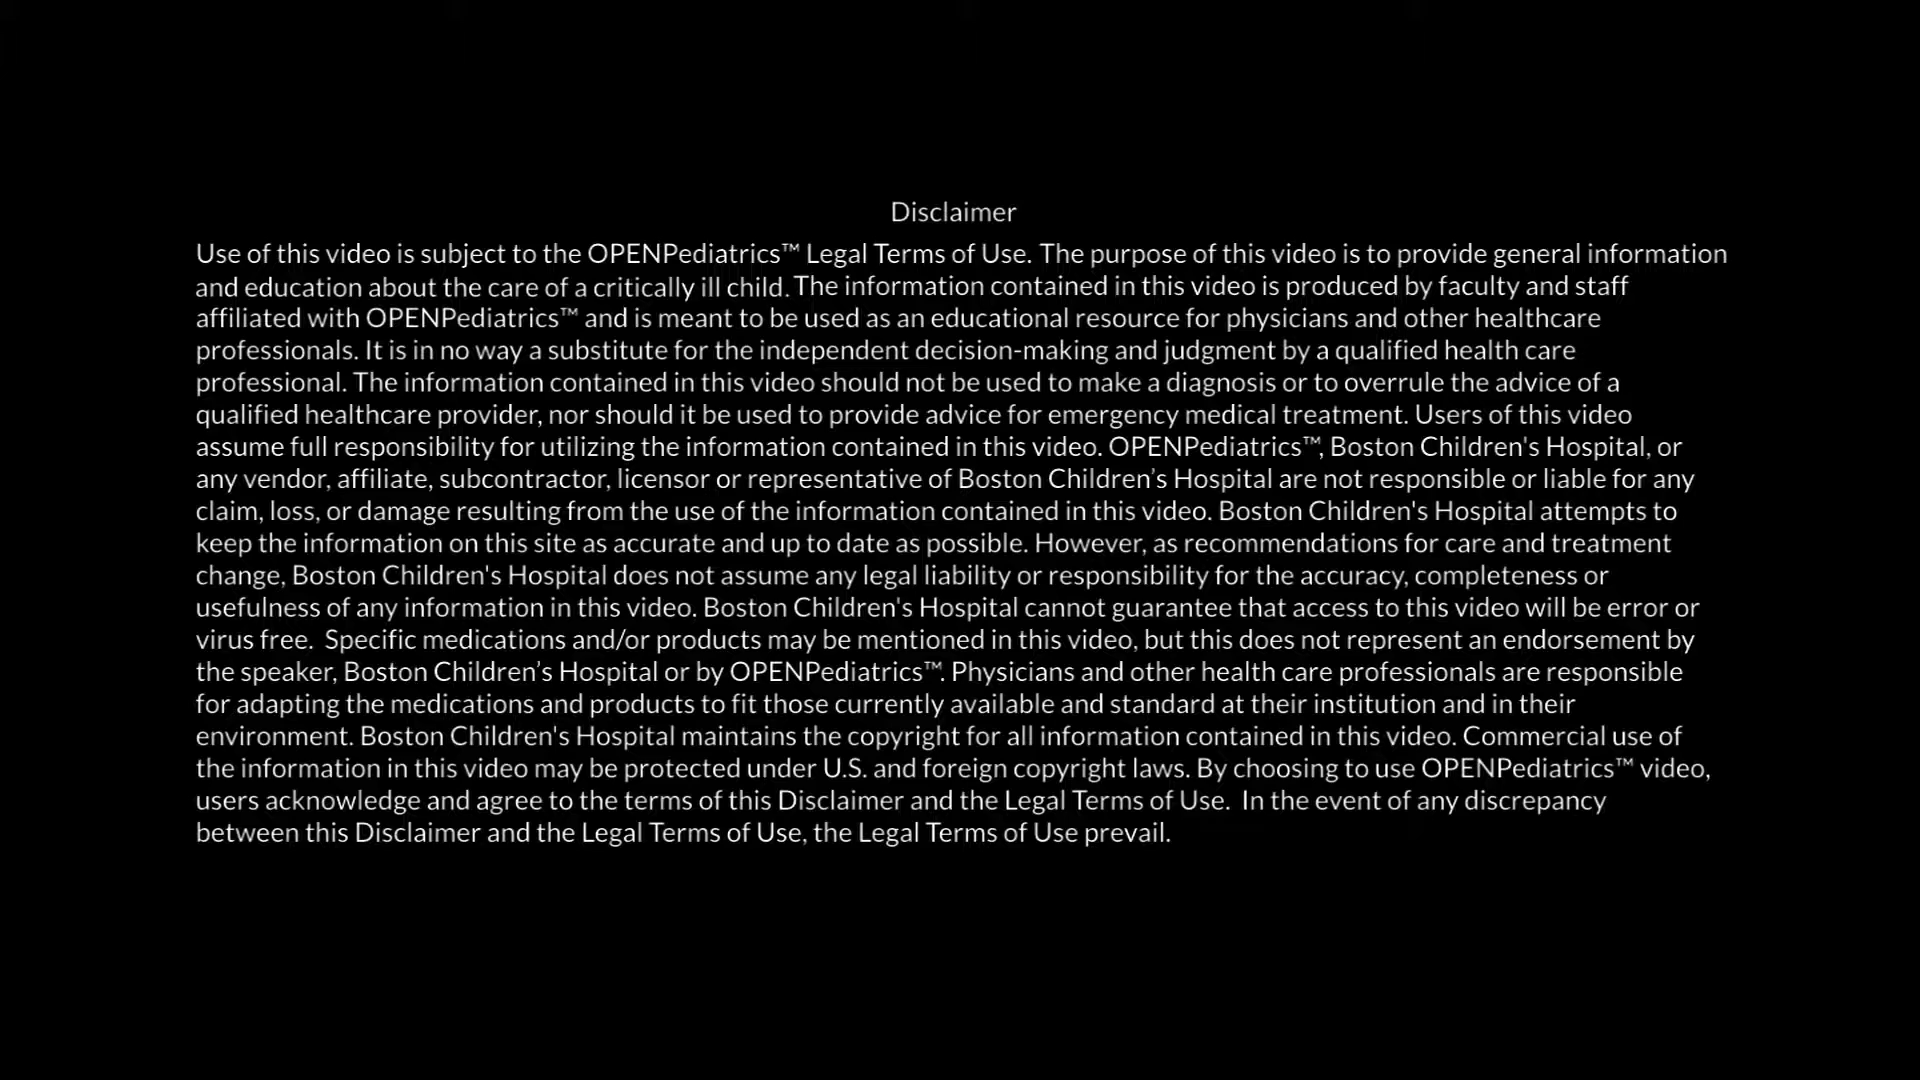 Disclaimer
Use of this video is subject to the OPENPediatrics™ Legal Terms of Use. The purpose of this video is to provide general information
and education about the care of a critically ill child. The information contained in this video is produced by faculty and staff
affiliated with OPENPediatrics™ and is meant to be used as an educational resource for physicians and other healthcare
professionals. It is in no way a substitute for the independent decision-making and judgment by a qualified health care
professional. The information contained in this video should not be used to make a diagnosis or to overrule the advice of a
qualified healthcare provider, nor should it be used to provide advice for emergency medical treatment. Users of this video
assume full responsibility for utilizing the information contained in this video. OPENPediatrics™, Boston Children's Hospital, or
any vendor, affiliate, subcontractor, licensor or representative of Boston Children’s Hospital are not responsible or liable for any
claim, loss, or damage resulting from the use of the information contained in this video. Boston Children's Hospital attempts to
keep the information on this site as accurate and up to date as possible. However, as recommendations for care and treatment
change, Boston Children's Hospital does not assume any legal liability or responsibility for the accuracy, completeness or
usefulness of any information in this video. Boston Children's Hospital cannot guarantee that access to this video will be error or
virus free.  Specific medications and/or products may be mentioned in this video, but this does not represent an endorsement by
the speaker, Boston Children’s Hospital or by OPENPediatrics™. Physicians and other health care professionals are responsible
for adapting the medications and products to fit those currently available and standard at their institution and in their
environment. Boston Children's Hospital maintains the copyright for all information contained in this video. Commercial use of
the information in this video may be protected under U.S. and foreign copyright laws. By choosing to use OPENPediatrics™ video,
users acknowledge and agree to the terms of this Disclaimer and the Legal Terms of Use.  In the event of any discrepancy
between this Disclaimer and the Legal Terms of Use, the Legal Terms of Use prevail.